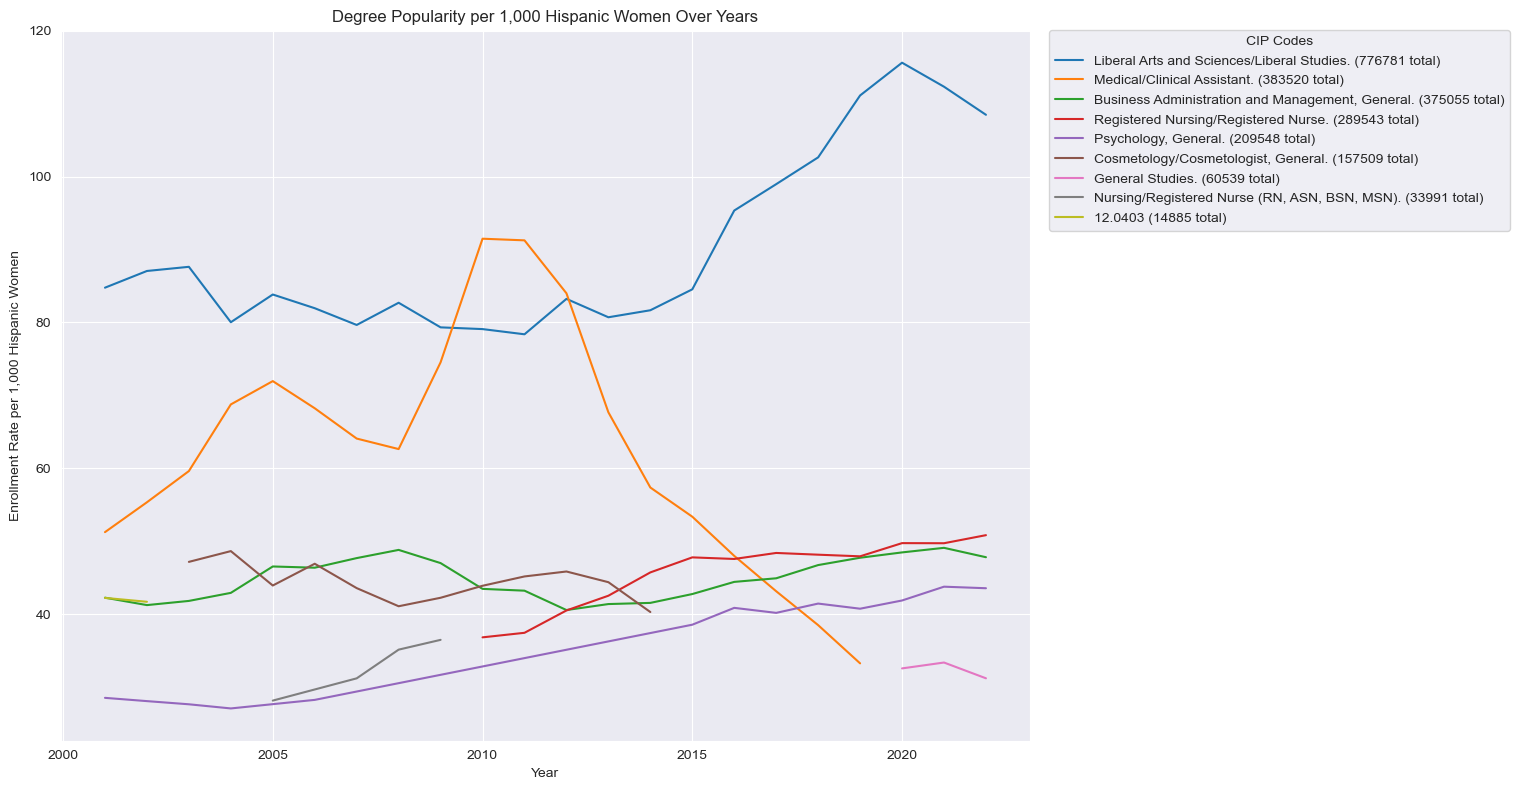 Degree Popularity per 1,000 Hispanic Women Over Years
120
100
80
60
40
Enrollment Rate per 1,000 Hispanic Women
2000
2005
2010
2015
2020
Year
CIP Codes
Liberal Arts and Sciences/Liberal Studies. (776781 total)
Medical/Clinical Assistant. (383520 total)
Business Administration and Management, General. (375055 total)
Registered Nursing/Registered Nurse. (289543 total)
Psychology, General. (209548 total)
Cosmetology/Cosmetologist, General. (157509 total)
General Studies. (60539 total)
Nursing/Registered Nurse (RN, ASN, BSN, MSN). (33991 total)
12.0403 (14885 total)